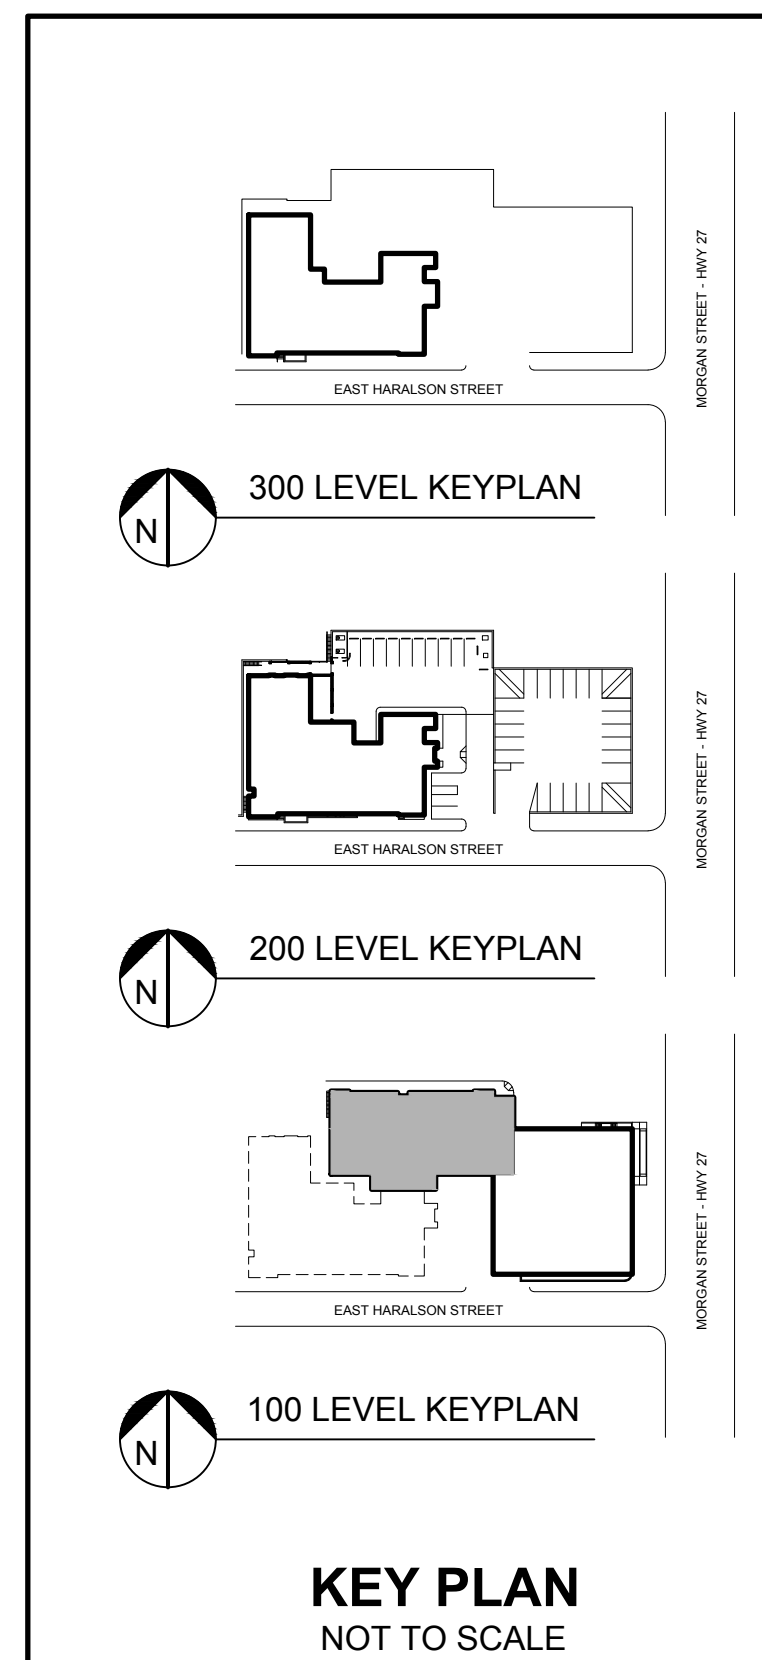 MORGAN STREET - HWY 27
EAST HARALSON STREET
N
300 LEVEL KEYPLAN
MORGAN STREET - HWY 27
EAST HARALSON STREET
N
200 LEVEL KEYPLAN
MORGAN STREET - HWY 27
EAST HARALSON STREET
N
100 LEVEL KEYPLAN
KEY PLAN
NOT TO SCALE